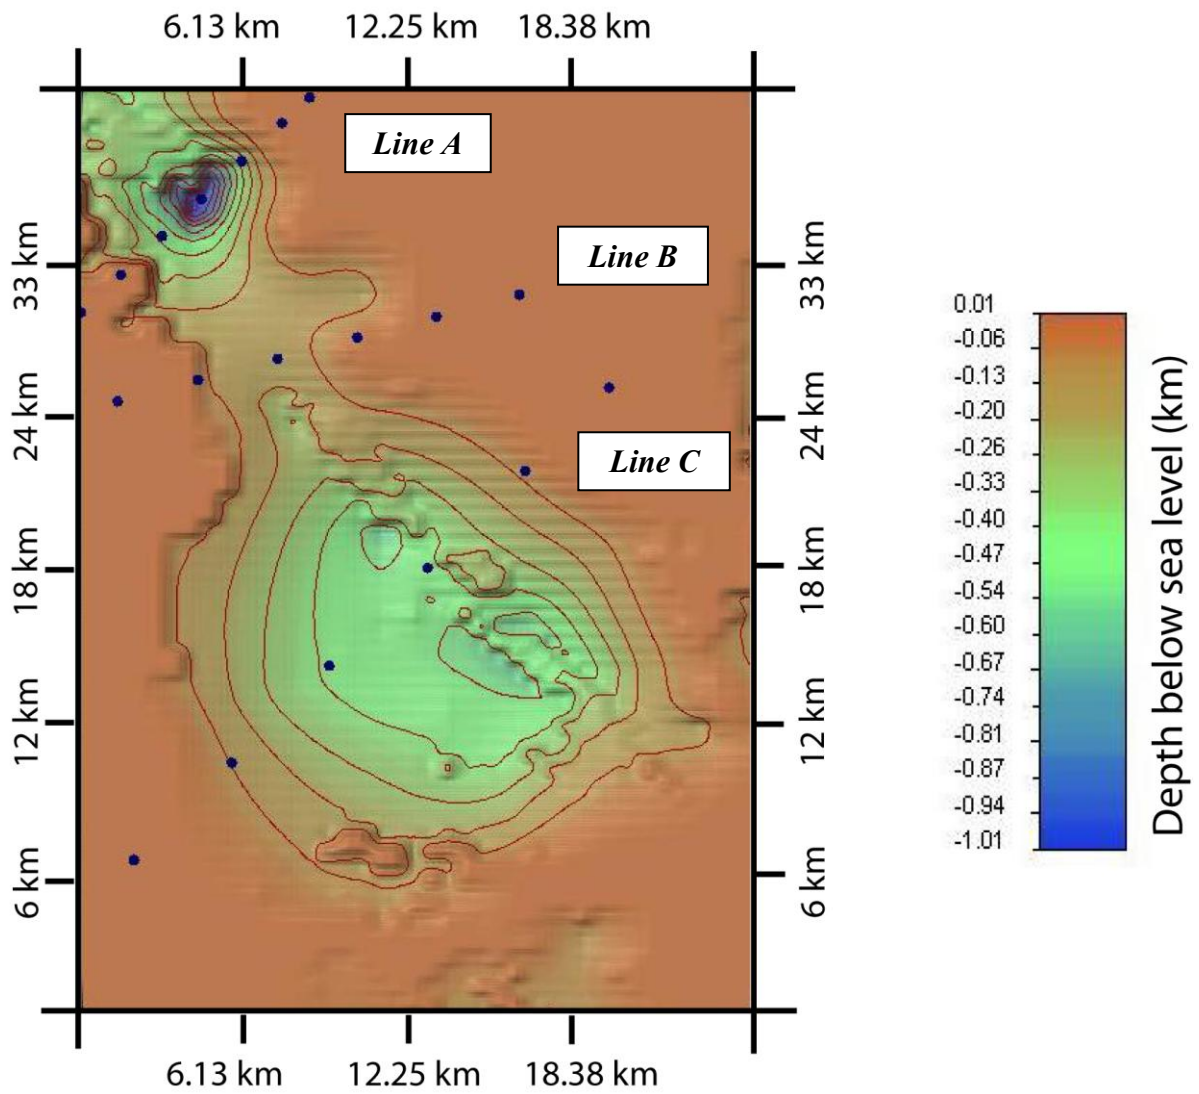 6.13 km 12.25 km 18.38 km
Line A
33 km
Line B
33 km
24 km
24 km
Line C
18 km
18 km
12 km
12 km
6 km
6 km
6.13 km 12.25 km 18.38 km
0.01
-0.06
-0.13
-0.20
-0.26
-0.33
-0.40
-0.47
-0.54
-0.60
-0.67
-0.74
-0.81
-0.87
-0.94
-1.01
Depth below sea level (km)